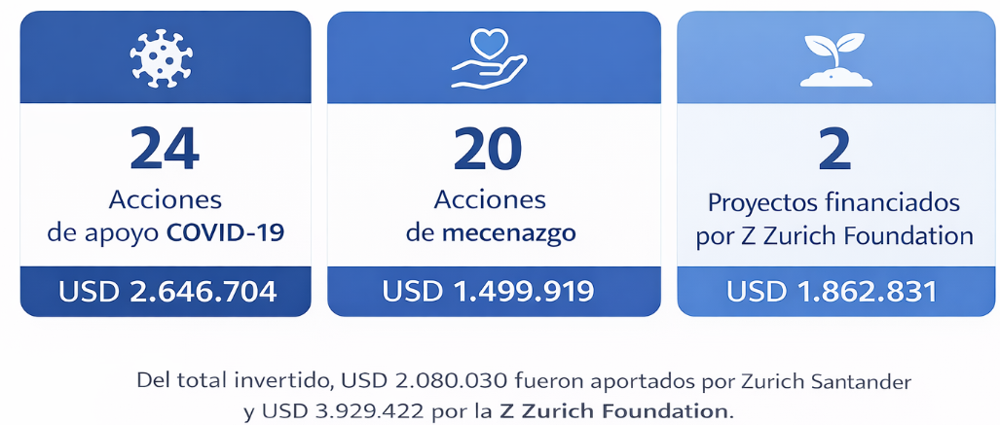 24
Acciones
de apoyo COVID-19
USD 2.646.704
20
Acciones
de mecenazgo
USD 1.499.919
2
Proyectos financiados
por Z Zurich Foundation
USD 1.862.831
Del total invertido, USD 2.080.030 fueron aportados por Zurich Santander
y USD 3.929.422 por la Z Zurich Foundation.